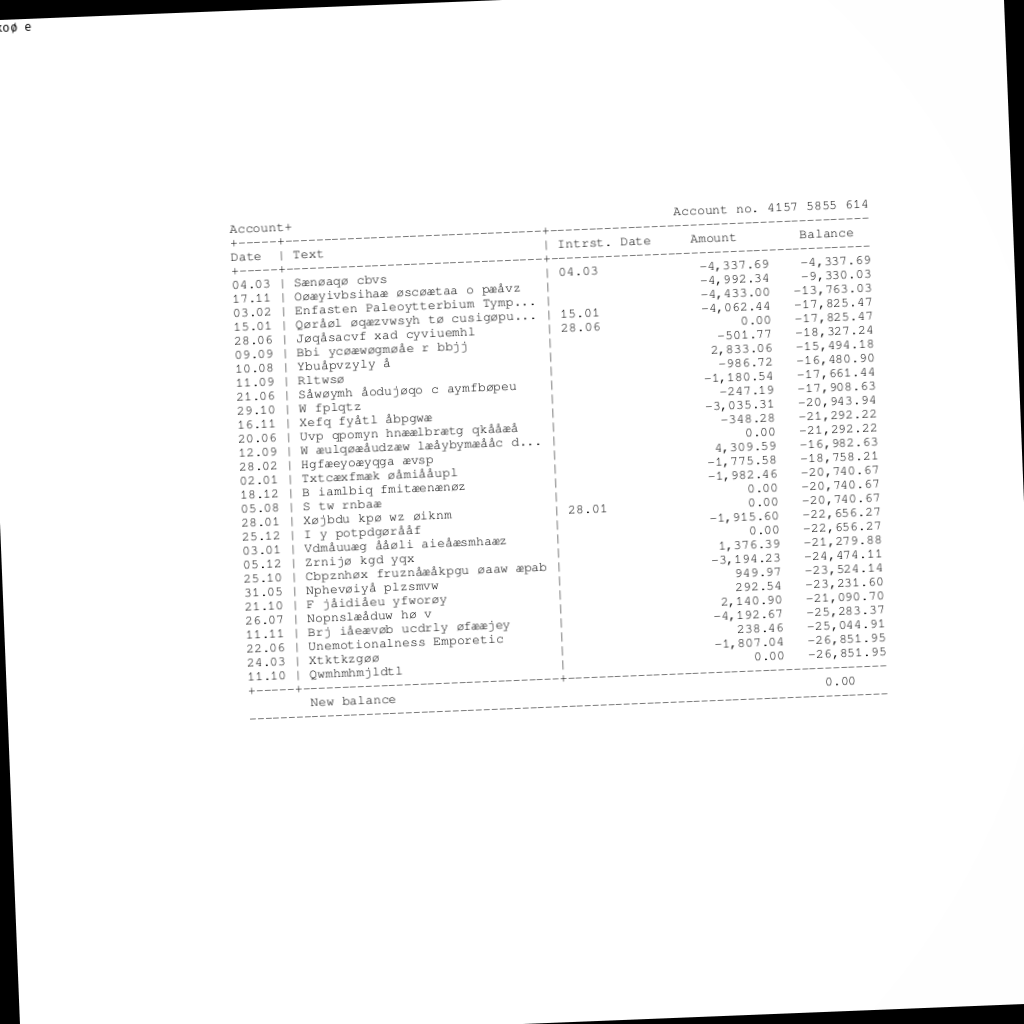 koø e
Account+ Account no. 4157 5855 614
+-----+--------------------------------+-----------------------------------------
Date | Text | Intrst. Date Amount Balance
+-----+--------------------------------+-----------------------------------------
04.03 | Sænøaqø cbvs | 04.03 -4,337.69 -4,337.69
17.11 | Oøæyivbsihaæ øscøætaa o pæåvz | -4,992.34 -9,330.03
03.02 | Enfasten Paleoytterbium Tymp... | -4,433.00 -13,763.03
15.01 | Qøråøl øqæzvwsyh tø cusigøpu... | 15.01 -4,062.44 -17,825.47
28.06 | Jøqåsacvf xad cyviuemhl | 28.06 0.00 -17,825.47
09.09 | Bbi ycøæwøgmøåe r bbjj | -501.77 -18,327.24
10.08 | Ybuåpvzyly å | 2,833.06 -15,494.18
11.09 | Rltwsø | -986.72 -16,480.90
21.06 | Såwøymh åodujøqo c aymfbøpeu | -1,180.54 -17,661.44
29.10 | W fplqtz | -247.19 -17,908.63
16.11 | Xefq fyåtl åbpgwæ | -3,035.31 -20,943.94
20.06 | Uvp qpomyn hnææelbrætg qkååæå | -348.28 -21,292.22
12.09 | W æulqøæåudzæw læåybymæååc d... | 0.00 -21,292.22
28.02 | Hgfæeyoæyqga ævsp | 4,309.59 -16,982.63
02.01 | Txtcæxfmæk øåmiååupl | -1,775.58 -18,758.21
18.12 | B iamlbiq fmitæenænøz | -1,982.46 -20,740.67
05.08 | S tw rnbaæ | 0.00 -20,740.67
28.01 | Xøjbdu kpø wz øiknm | 28.01 0.00 -20,740.67
25.12 | I y potpdgørååf | -1,915.60 -22,656.27
03.01 | Vdmåuuæg ååøli aieåæsmhaæz | 0.00 -22,656.27
05.12 | Zrnijø kgd yqx | 1,376.39 -21,279.88
25.10 | Cbpznhøx fruznåæåkpgu øaaw æpab | -3,194.23 -24,474.11
31.05 | Nphevøiyå plzsmvw | 949.97 -23,524.14
21.10 | F jåidiåeu yfworøy | 292.54 -23,231.60
26.07 | Nopnslæåduw hø v | 2,140.90 -21,090.70
11.11 | Brj iåeævøb ucdrly øfææjey | -4,192.67 -25,283.37
22.06 | Unemotionalness Emporetic | 238.46 -25,044.91
24.03 | Xtktkzgøø | -1,807.04 -26,851.95
11.10 | Qwmhmhmjldtl | 0.00 -26,851.95
+-----+--------------------------------+-----------------------------------------
New balance 0.00
---------------------------------------------------------------------------------